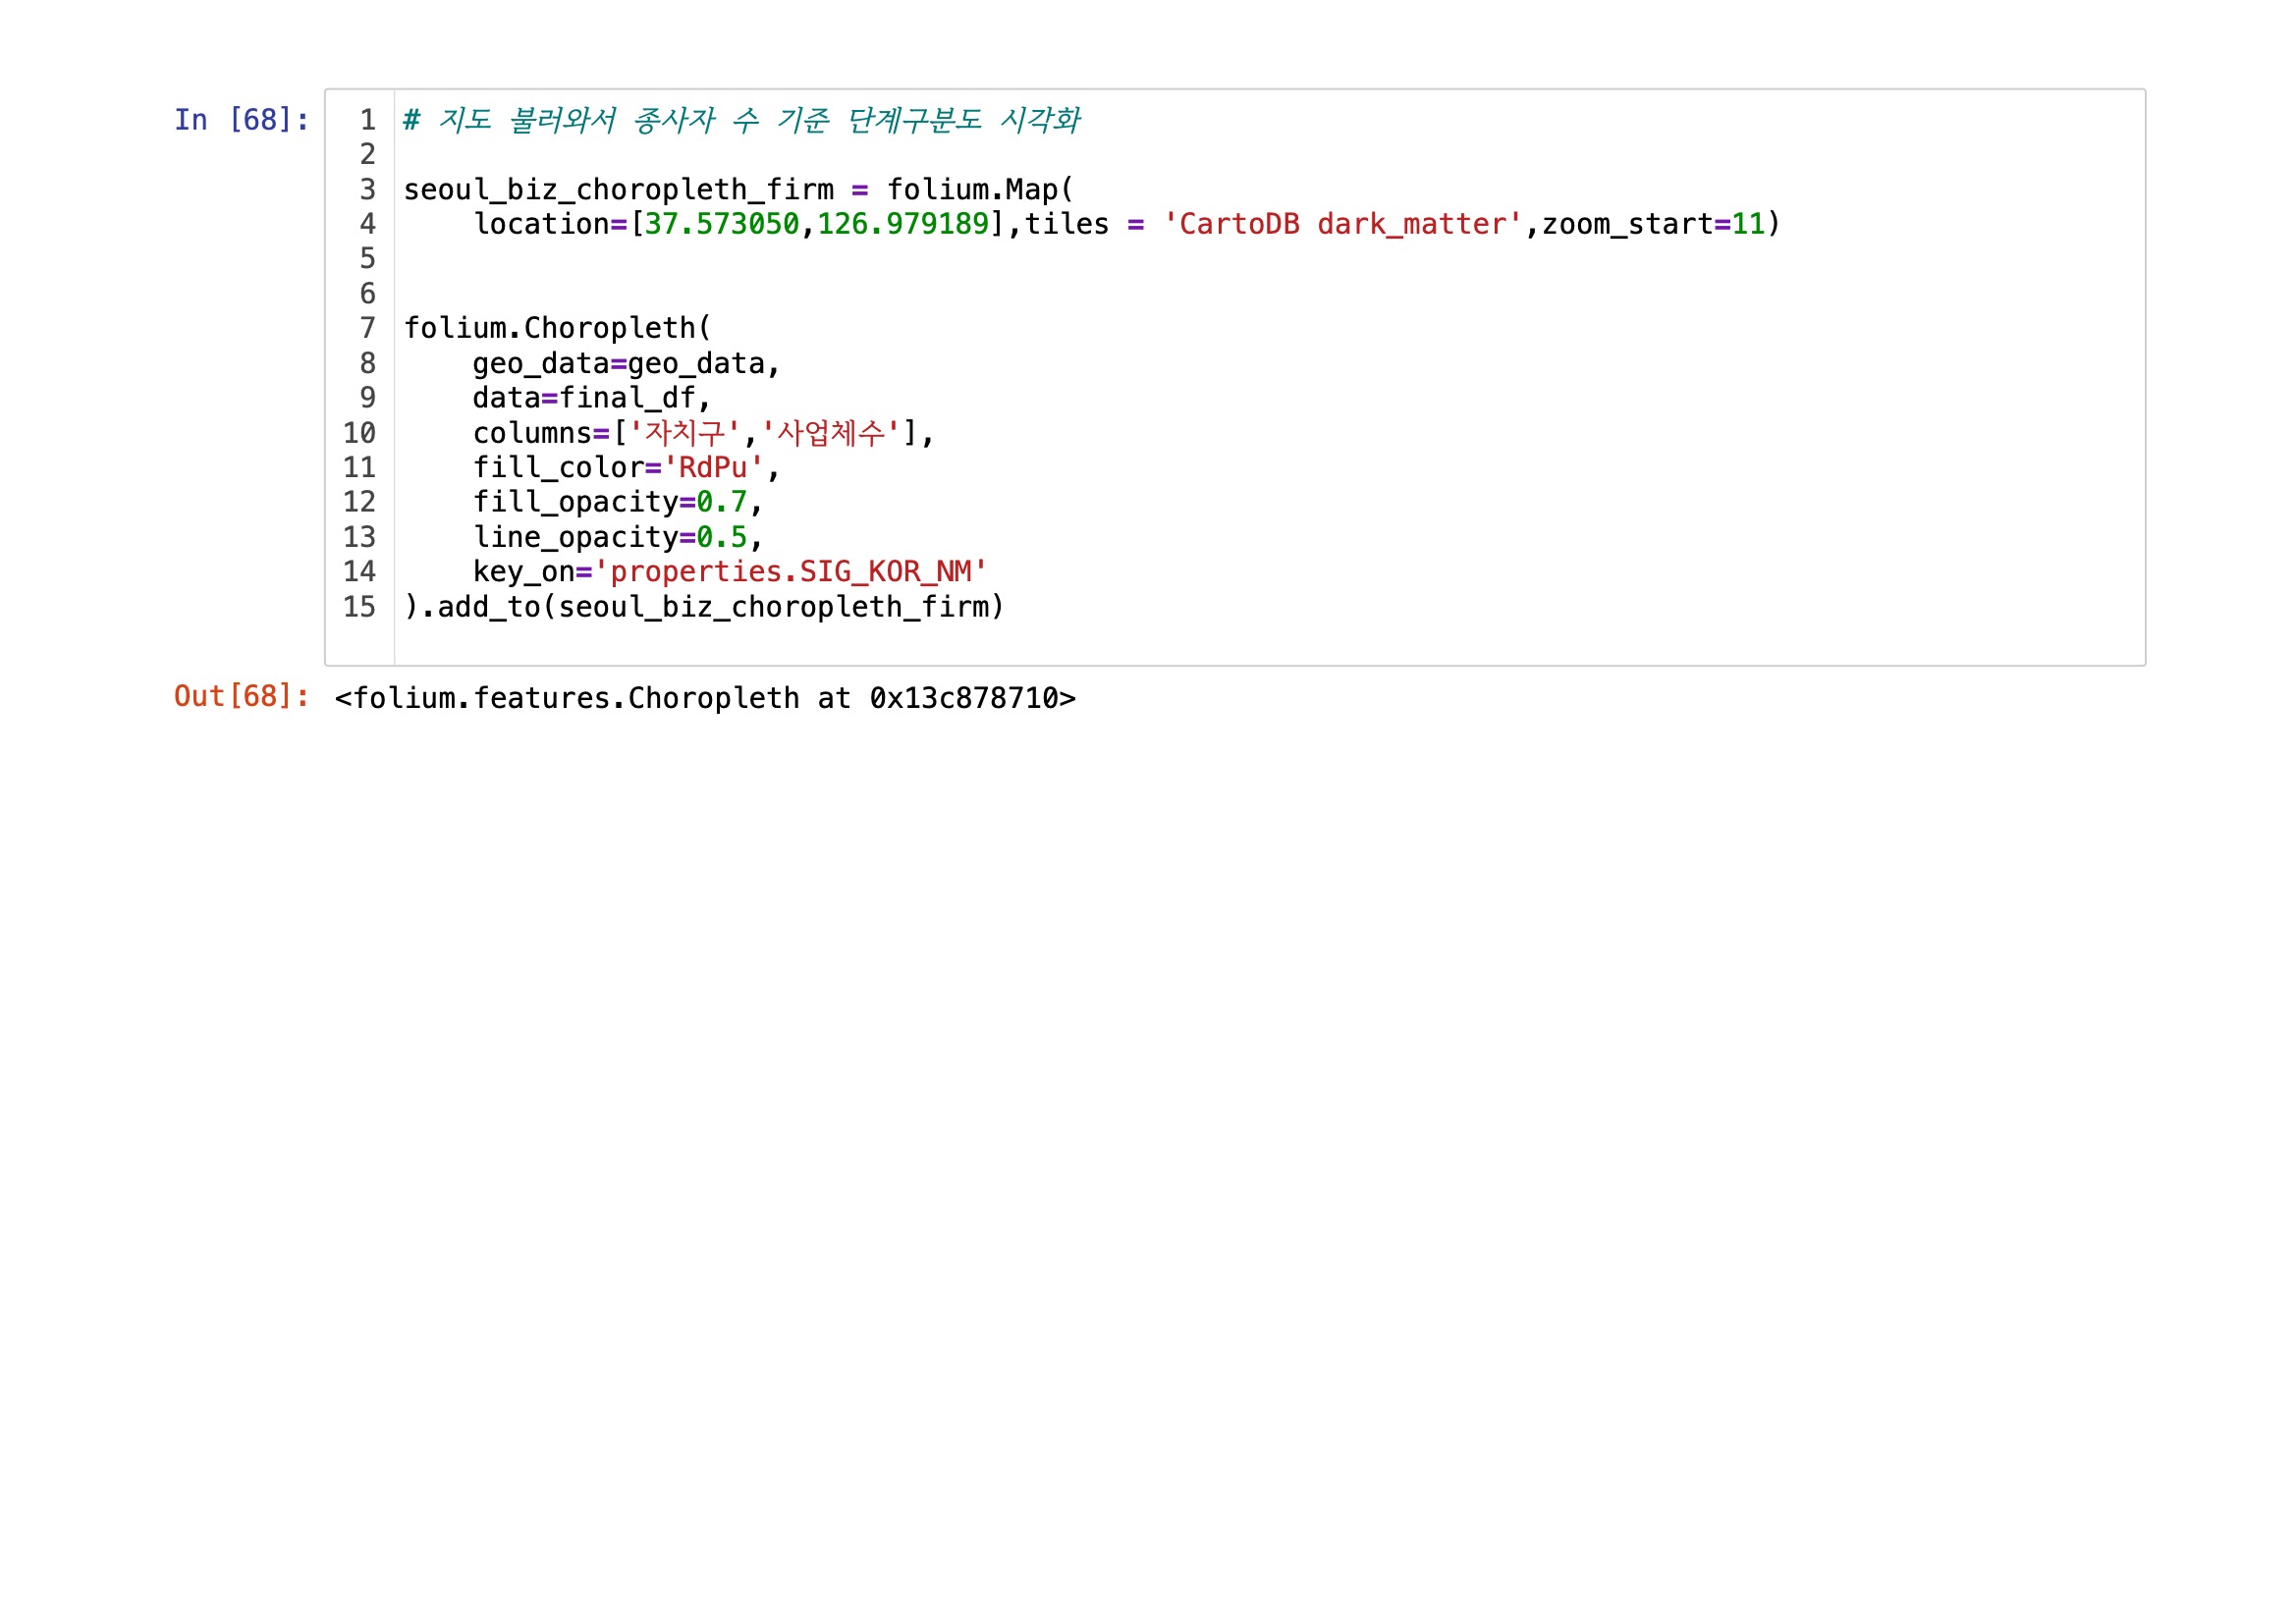 In [68]:
1 # 지도 불러와서 종사자 수 기준 단계구분도 시각화
2
3 seoul_biz_choropleth_firm = folium.Map(
4     location=[37.573050,126.979189],tiles = 'CartoDB dark_matter',zoom_start=11)
5
6
7 folium.Choropleth(
8     geo_data=geo_data,
9     data=final_df,
10     columns=['자치구','사업체수'],
11     fill_color='RdPu',
12     fill_opacity=0.7,
13     line_opacity=0.5,
14     key_on='properties.SIG_KOR_NM'
15 ).add_to(seoul_biz_choropleth_firm)
Out[68]: <folium.features.Choropleth at 0x13c878710>